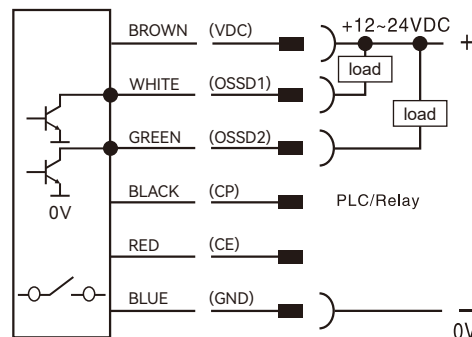 BROWN (VDC) +12~24VDC +
load
WHITE (OSSD1)
load
GREEN (OSSD2)
BLACK (CP) PLC/Relay
0V
RED (CE)
BLUE (GND) −
0V